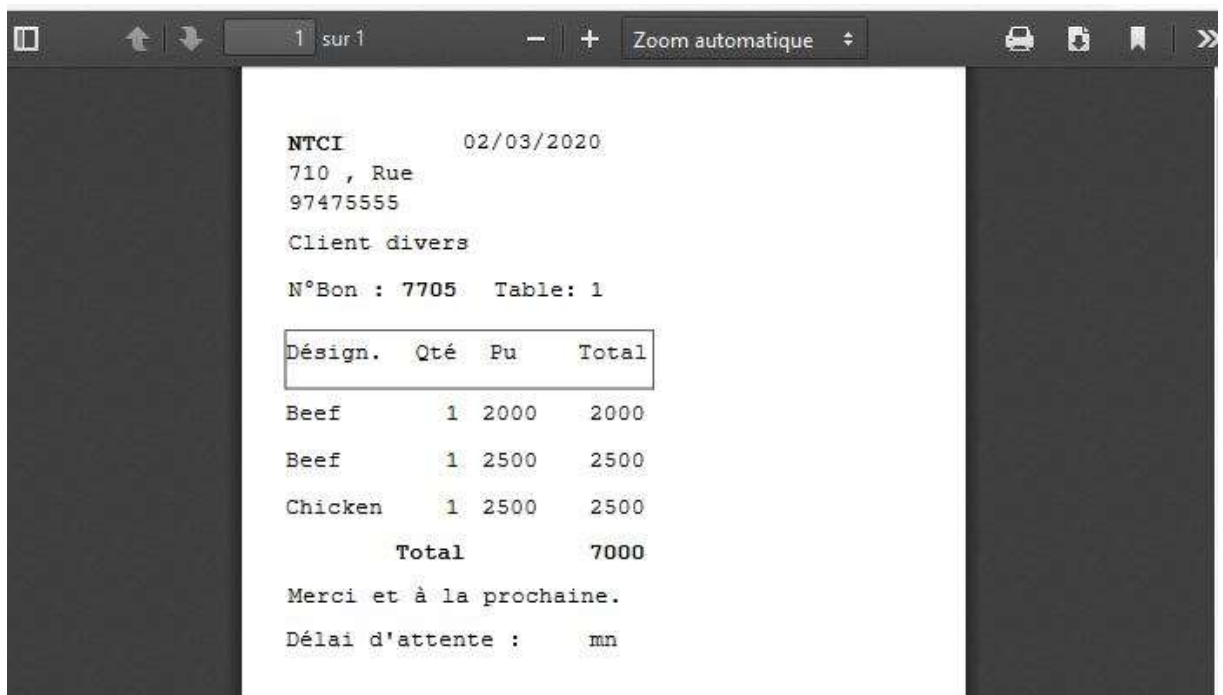 1 sur 1 Zoom automatique
NTCI 02/03/2020
710 , Rue
97475555
Client divers
N°Bon : 7705 Table: 1
Désign. Qté Pu Total
Beef 1 2000 2000
Beef 1 2500 2500
Chicken 1 2500 2500
Total 7000
Merci et à la prochaine.
Délai d'attente : mn